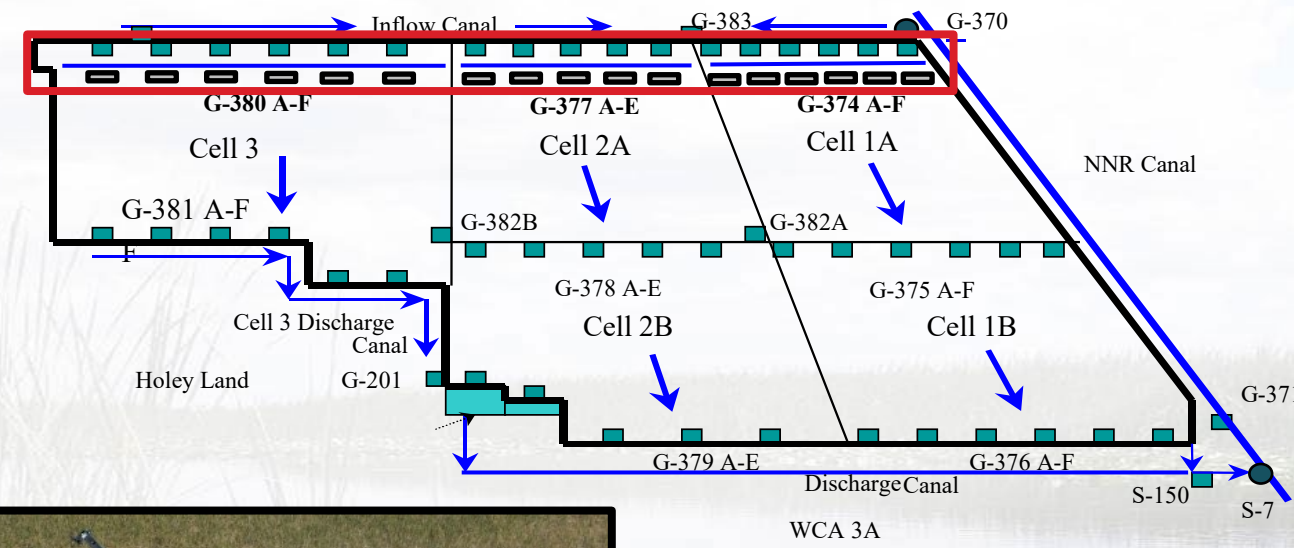 Inflow Canal
G-383
G-370
G-380 A-F
G-377 A-E
G-374 A-F
Cell 3
Cell 2A
Cell 1A
NNR Canal
G-381 A-F
F
G-382B
G-382A
G-378 A-E
G-375 A-F
Cell 3 Discharge
Canal
Cell 2B
Cell 1B
Holey Land
G-201
G-371
G-379 A-E
G-376 A-F
Discharge Canal
S-150
S-7
WCA 3A